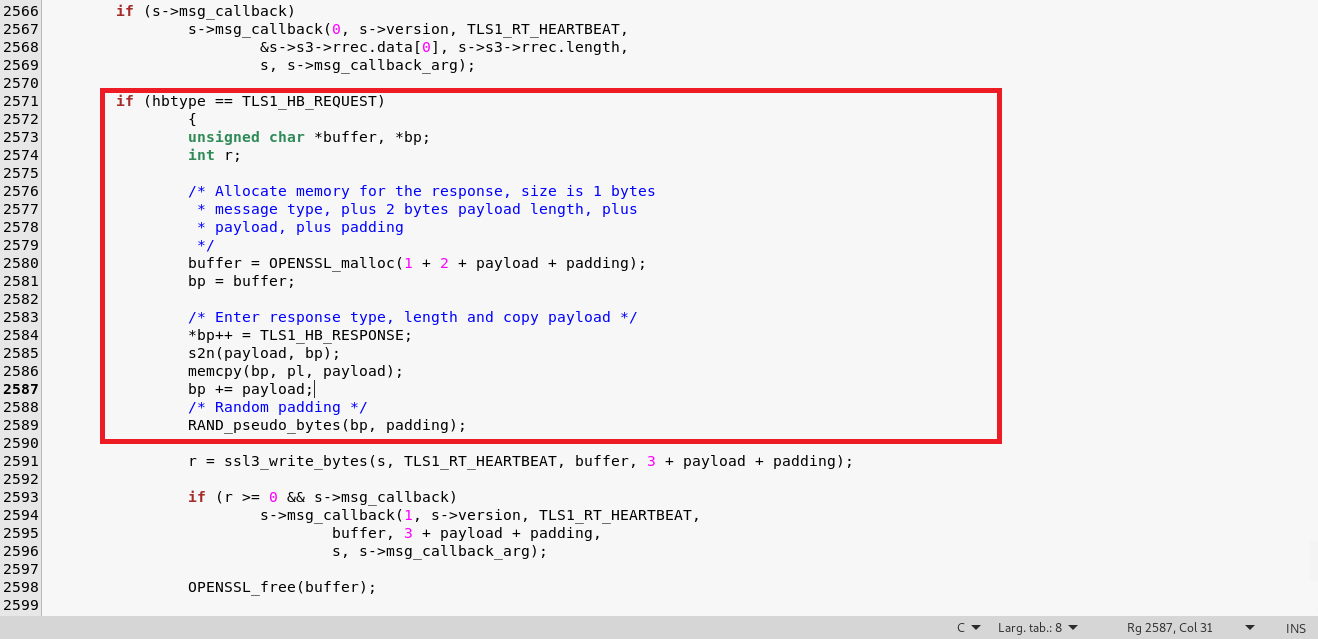 2566 if (s->msg_callback)
2567 s->msg_callback(0, s->version, TLS1_RT_HEARTBEAT,
2568 &s->s3->rrec.data[0], s->s3->rrec.length,
2569 s, s->msg_callback_arg);
2570
2571 if (hbtype == TLS1_HB_REQUEST)
2572 {
2573 unsigned char *buffer, *bp;
2574 int r;
2575
2576 /* Allocate memory for the response, size is 1 bytes
2577 * message type, plus 2 bytes payload length, plus
2578 * payload, plus padding
2579 */
2580 buffer = OPENSSL_malloc(1 + 2 + payload + padding);
2581 bp = buffer;
2582
2583 /* Enter response type, length and copy payload */
2584 *bp++ = TLS1_HB_RESPONSE;
2585 s2n(payload, bp);
2586 memcpy(bp, pl, payload);
2587 bp += payload;
2588 /* Random padding */
2589 RAND_pseudo_bytes(bp, padding);
2590
2591 r = ssl3_write_bytes(s, TLS1_RT_HEARTBEAT, buffer, 3 + payload + padding);
2592
2593 if (r >= 0 && s->msg_callback)
2594 s->msg_callback(1, s->version, TLS1_RT_HEARTBEAT,
2595 buffer, 3 + payload + padding,
2596 s, s->msg_callback_arg);
2597
2598 OPENSSL_free(buffer);
2599
C Larg. tab.: 8 Rg 2587, Col 31 INS